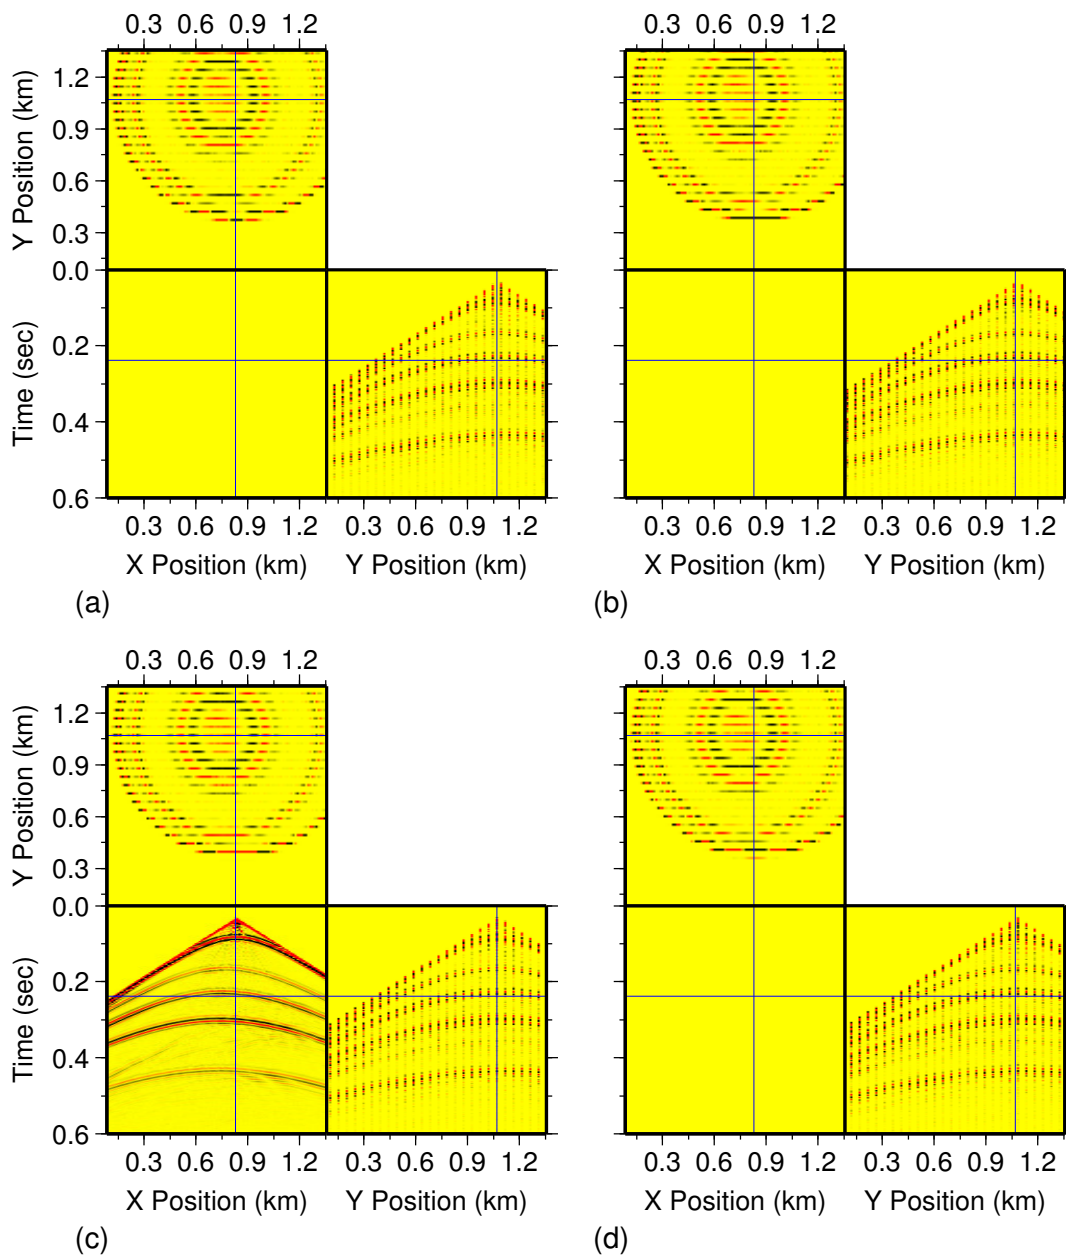 0.3 0.6 0.9 1.2
0.3 0.6 0.9 1.2
1.2
0.9
0.6
0.3
Y Position (km)
0.0
0.2
0.4
0.6
Time (sec)
0.3 0.6 0.9 1.2
0.3 0.6 0.9 1.2
X Position (km)
Y Position (km)
(a)
0.3 0.6 0.9 1.2
0.3 0.6 0.9 1.2
X Position (km)
Y Position (km)
(b)
0.3 0.6 0.9 1.2
0.3 0.6 0.9 1.2
1.2
0.9
0.6
0.3
Y Position (km)
0.0
0.2
0.4
0.6
Time (sec)
0.3 0.6 0.9 1.2
0.3 0.6 0.9 1.2
X Position (km)
Y Position (km)
(c)
0.3 0.6 0.9 1.2
0.3 0.6 0.9 1.2
X Position (km)
Y Position (km)
(d)